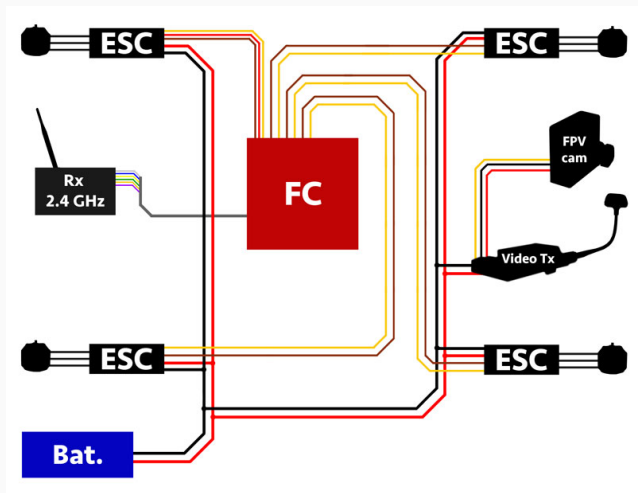 ESC
ESC
FPV
cam
Rx
2.4 GHz
FC
Video Tx
ESC
ESC
Bat.